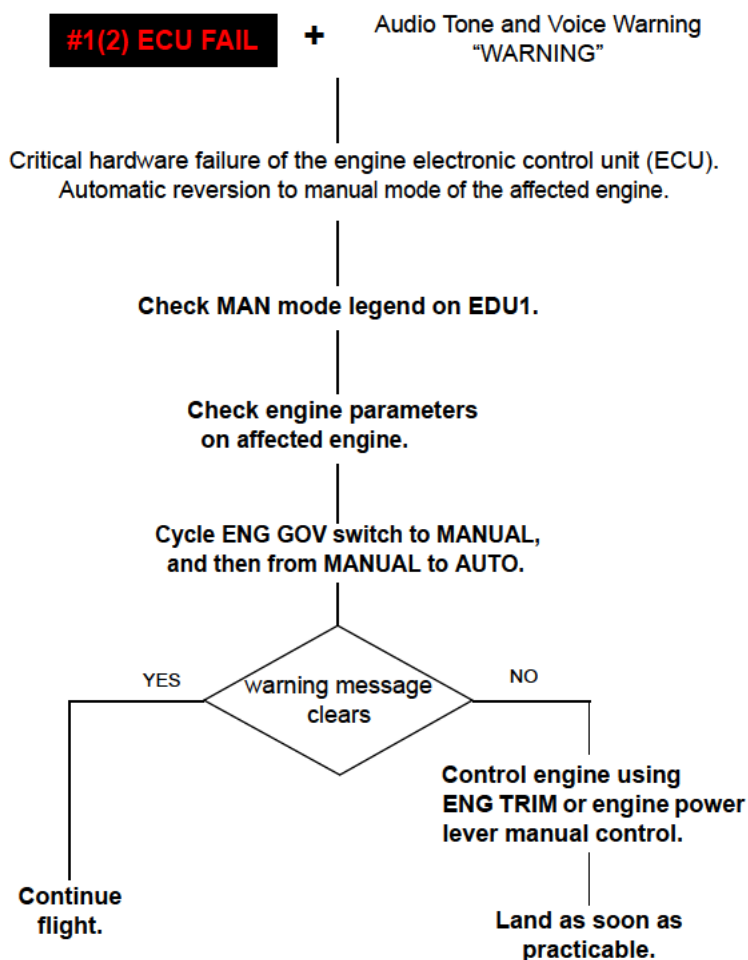 #1(2) ECU FAIL + Audio Tone and Voice Warning
“WARNING”
Critical hardware failure of the engine electronic control unit (ECU).
Automatic reversion to manual mode of the affected engine.
Check MAN mode legend on EDU1.
Check engine parameters
on affected engine.
Cycle ENG GOV switch to MANUAL,
and then from MANUAL to AUTO.
warning message
clears
YES
NO
Control engine using
ENG TRIM or engine power
lever manual control.
Continue
flight.
Land as soon as
practicable.